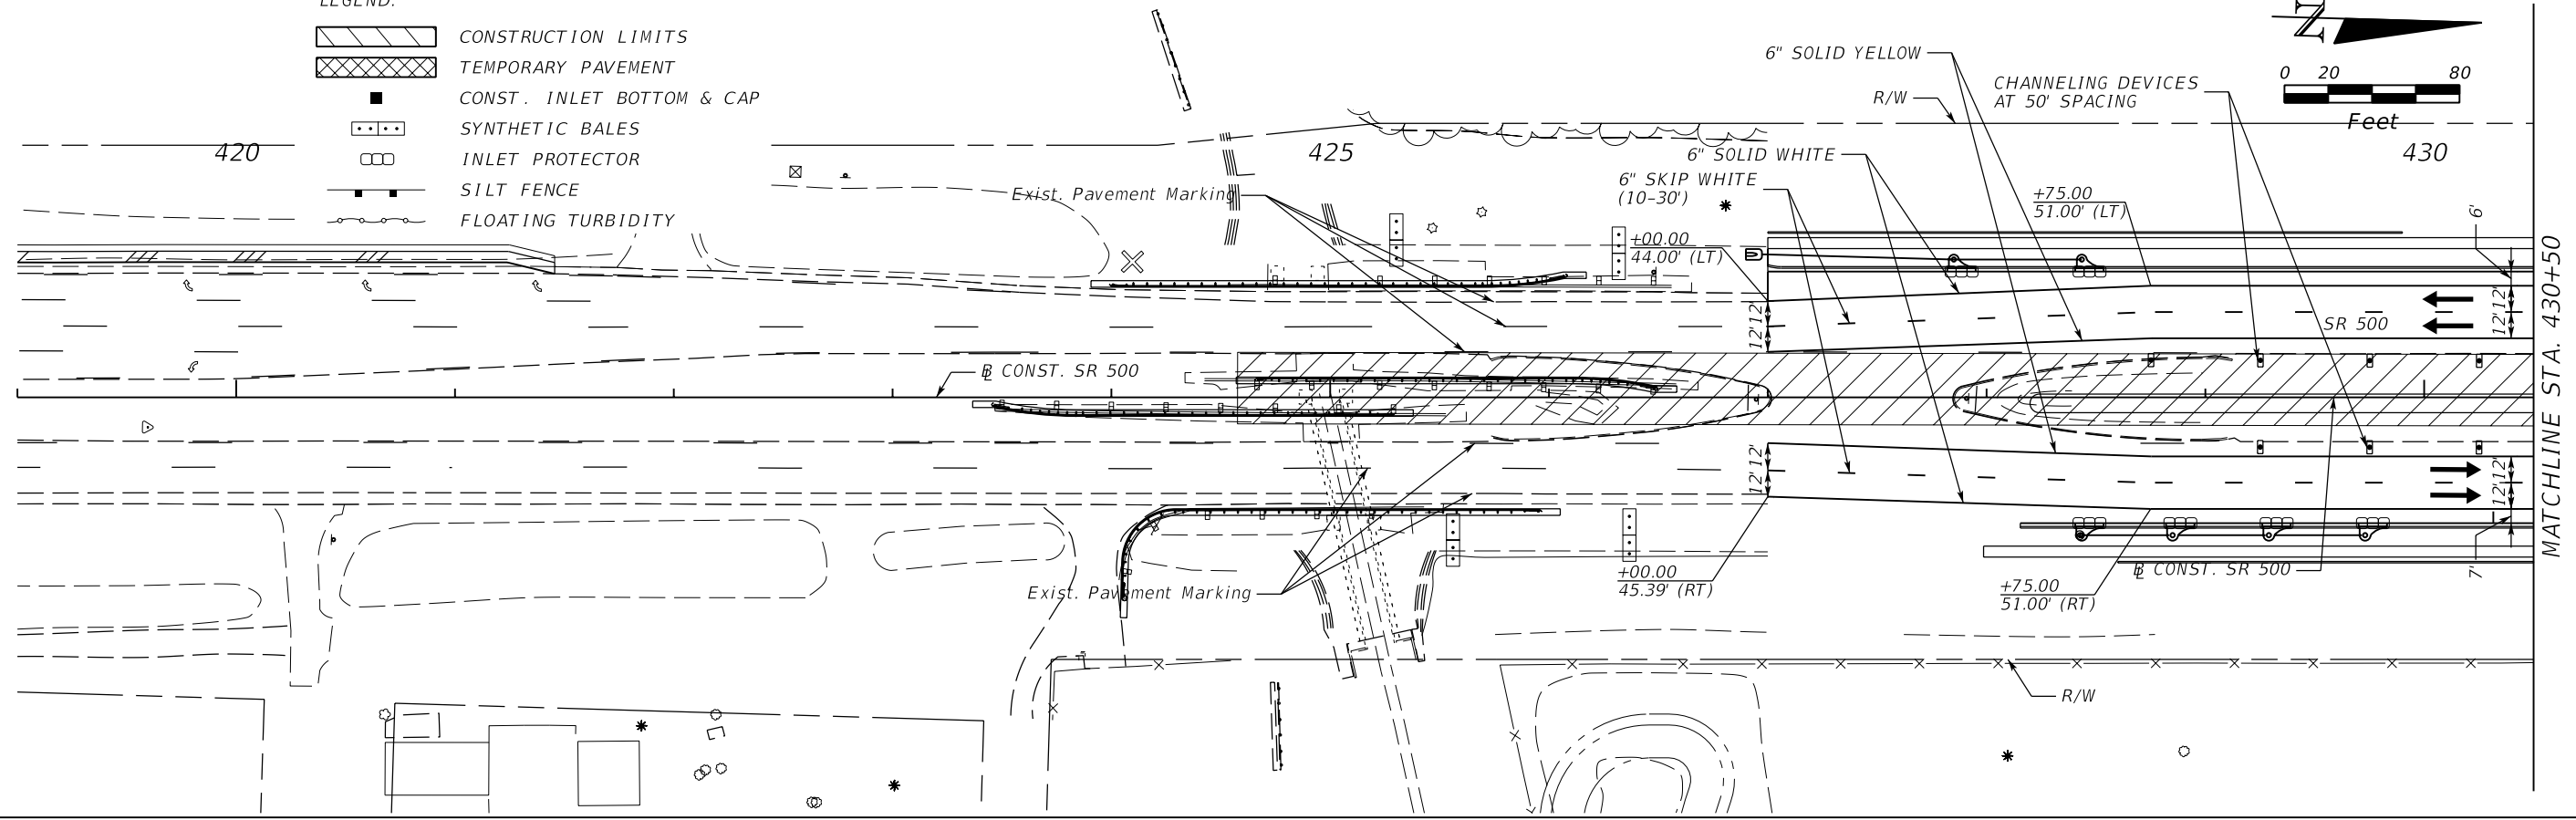 LEGEND:
CONSTRUCTION LIMITS
TEMPORARY PAVEMENT
CONST. INLET BOTTOM & CAP
SYNTHETIC BALES
INLET PROTECTOR
SILT FENCE
FLOATING TURBIDITY
420
425
430
N
0 20 80
Feet
6" SOLID YELLOW
R/W
CHANNELING DEVICES
AT 50' SPACING
6" SOLID WHITE
6" SKIP WHITE
(10-30')
Exist. Pavement Marking
+00.00
44.00' (LT)
+75.00
51.00' (LT)
6'
12' 12'
12' 12'
SR 500
℄ CONST. SR 500
12' 12'
12' 12'
7'
Exist. Pavement Marking
+00.00
45.39' (RT)
+75.00
51.00' (RT)
℄ CONST. SR 500
R/W
MATCHLINE STA. 430+50